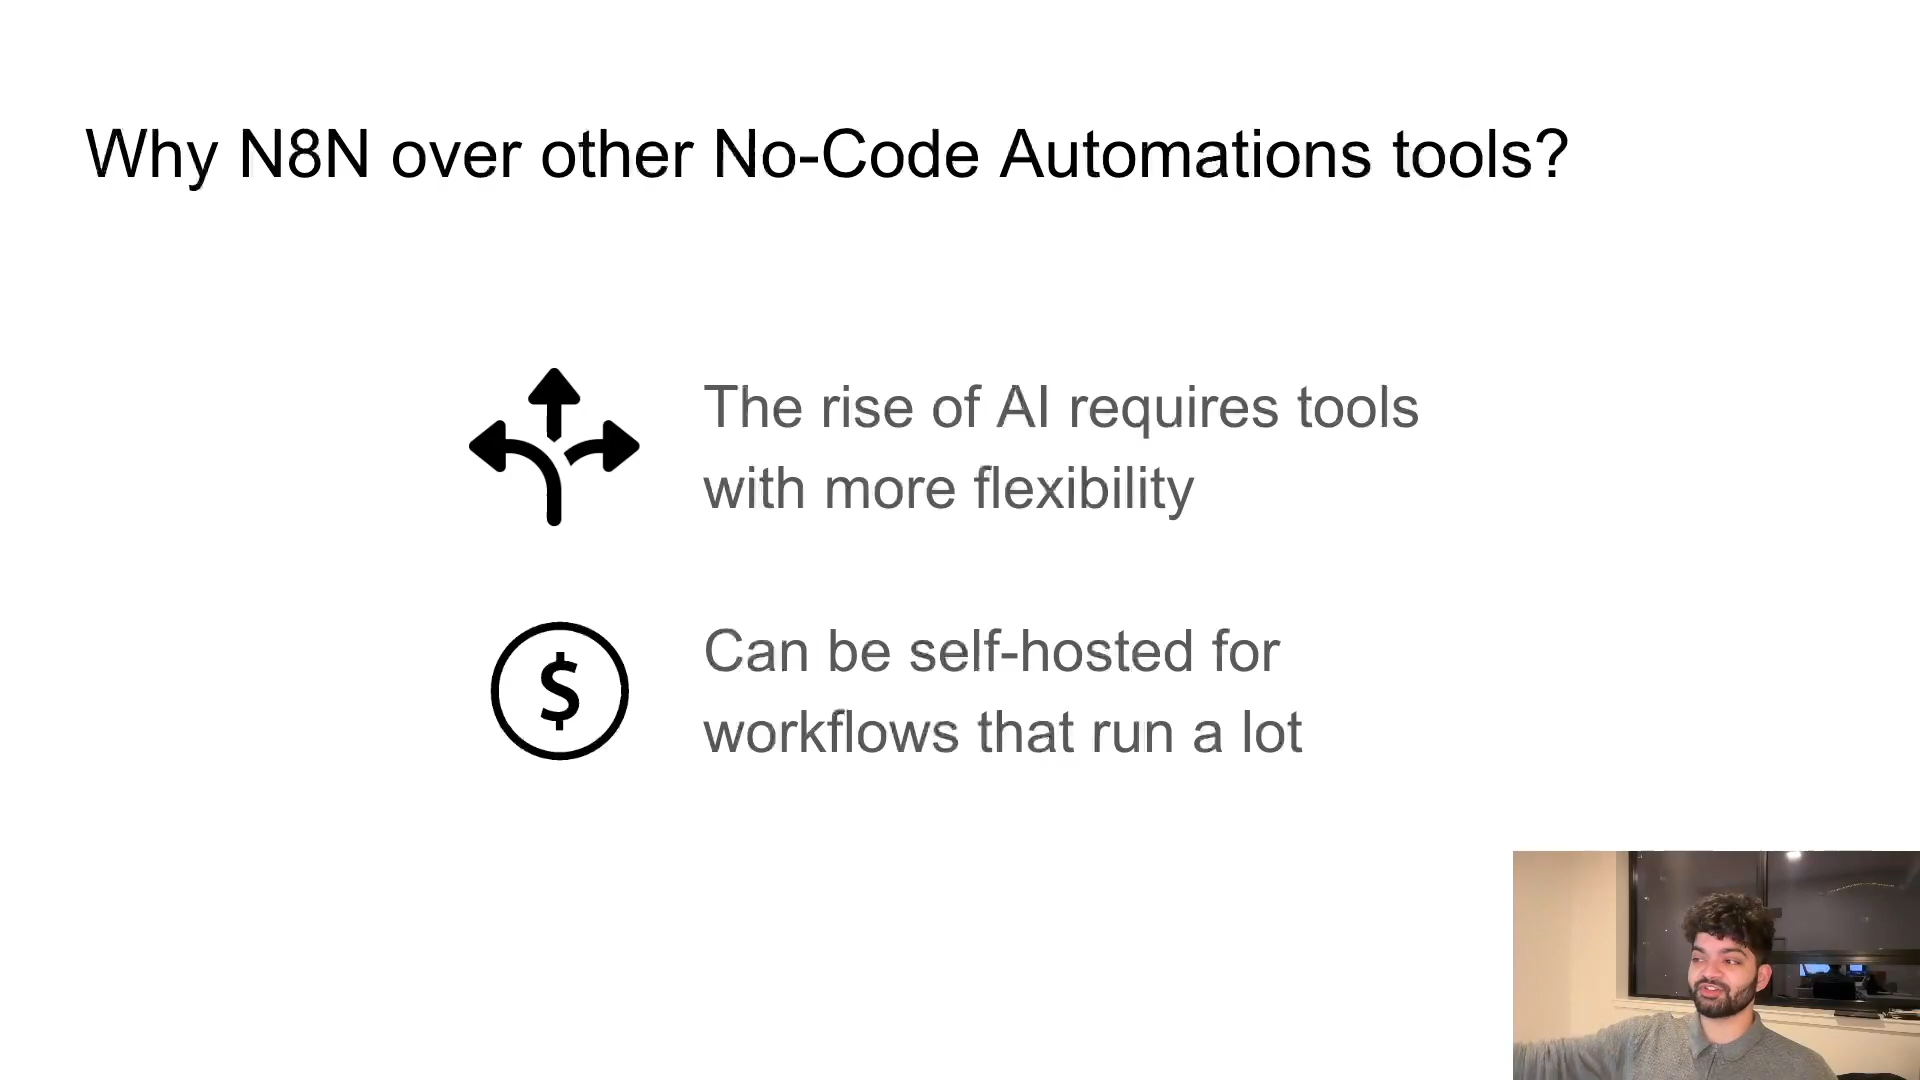 Why N8N over other No-Code Automations tools?
The rise of AI requires tools
with more flexibility
$
Can be self-hosted for
workflows that run a lot